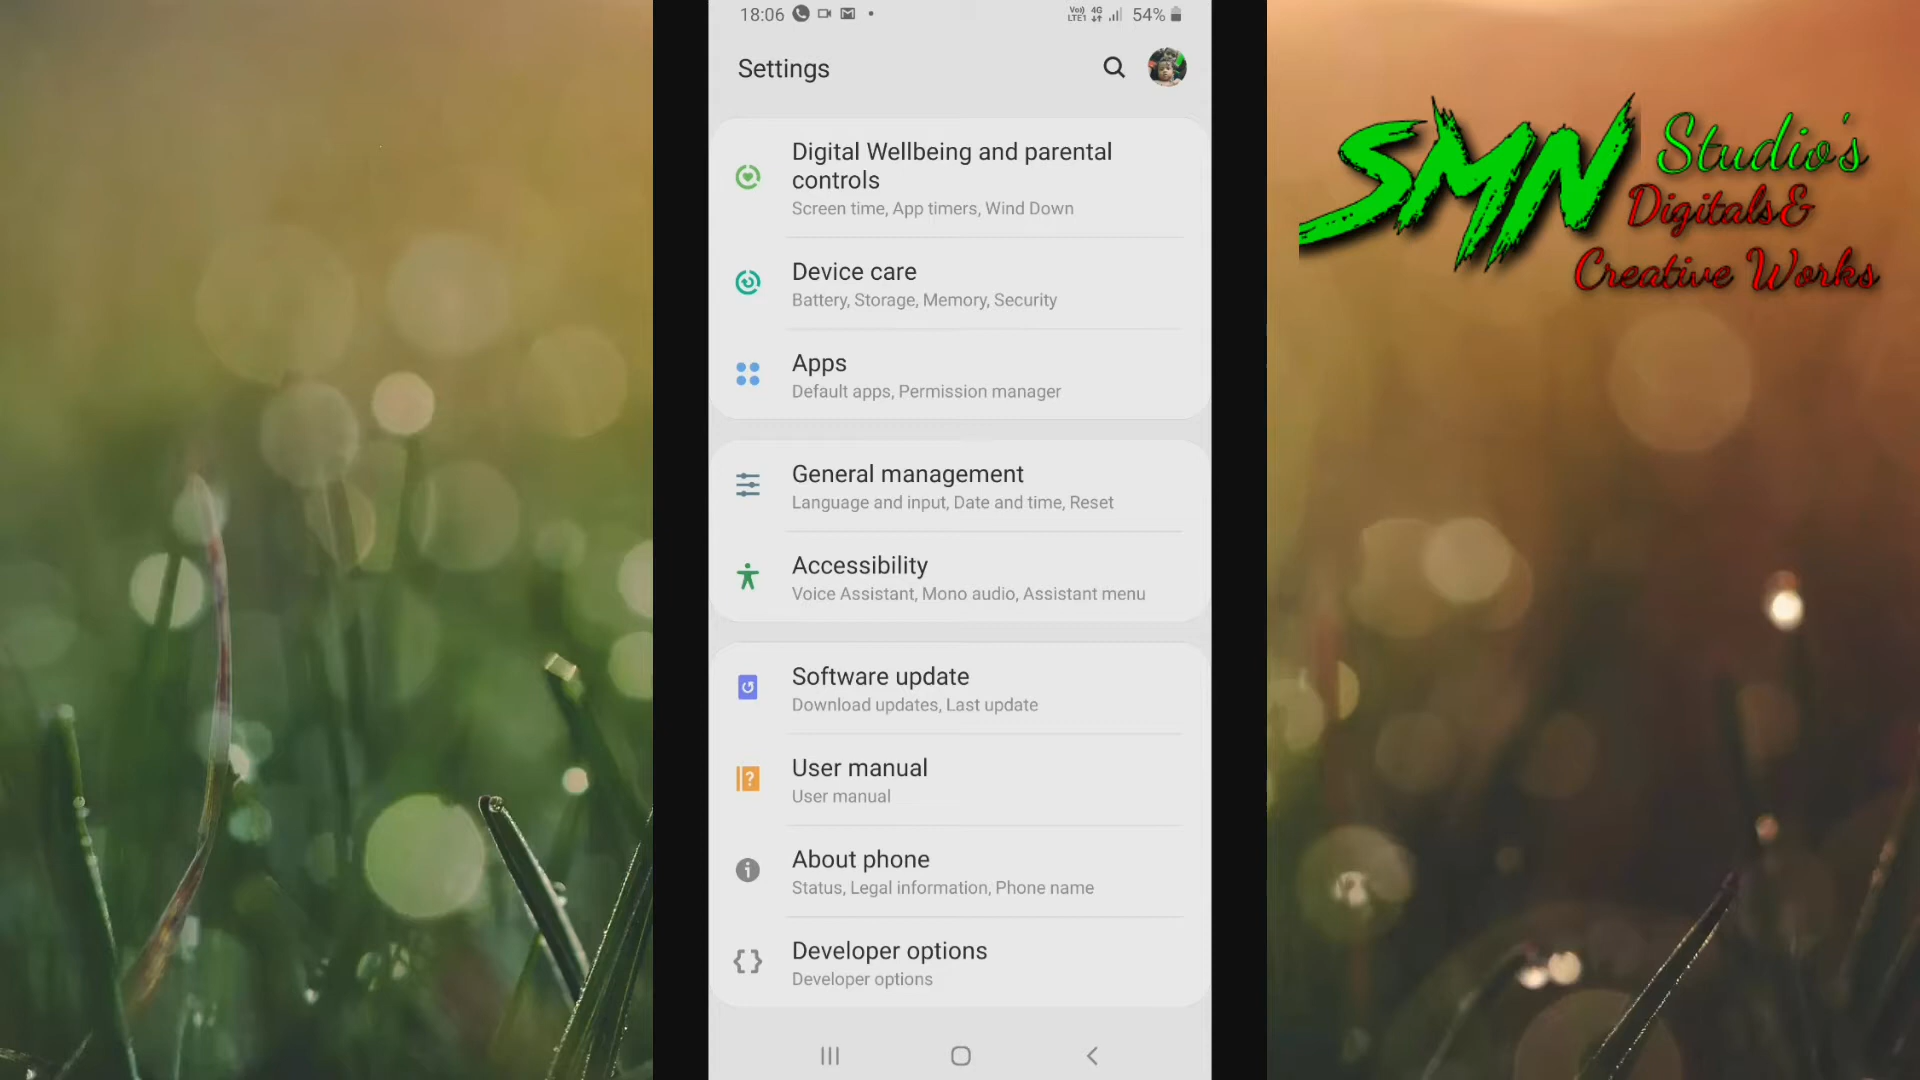 18:06
Vo)) 4G
LTE1
54%
Settings
Digital Wellbeing and parental
controls
Screen time, App timers, Wind Down
Device care
Battery, Storage, Memory, Security
Apps
Default apps, Permission manager
General management
Language and input, Date and time, Reset
Accessibility
Voice Assistant, Mono audio, Assistant menu
Software update
Download updates, Last update
User manual
User manual
About phone
Status, Legal information, Phone name
Developer options
Developer options
SMN Studio's
Digitals&
Creative Works